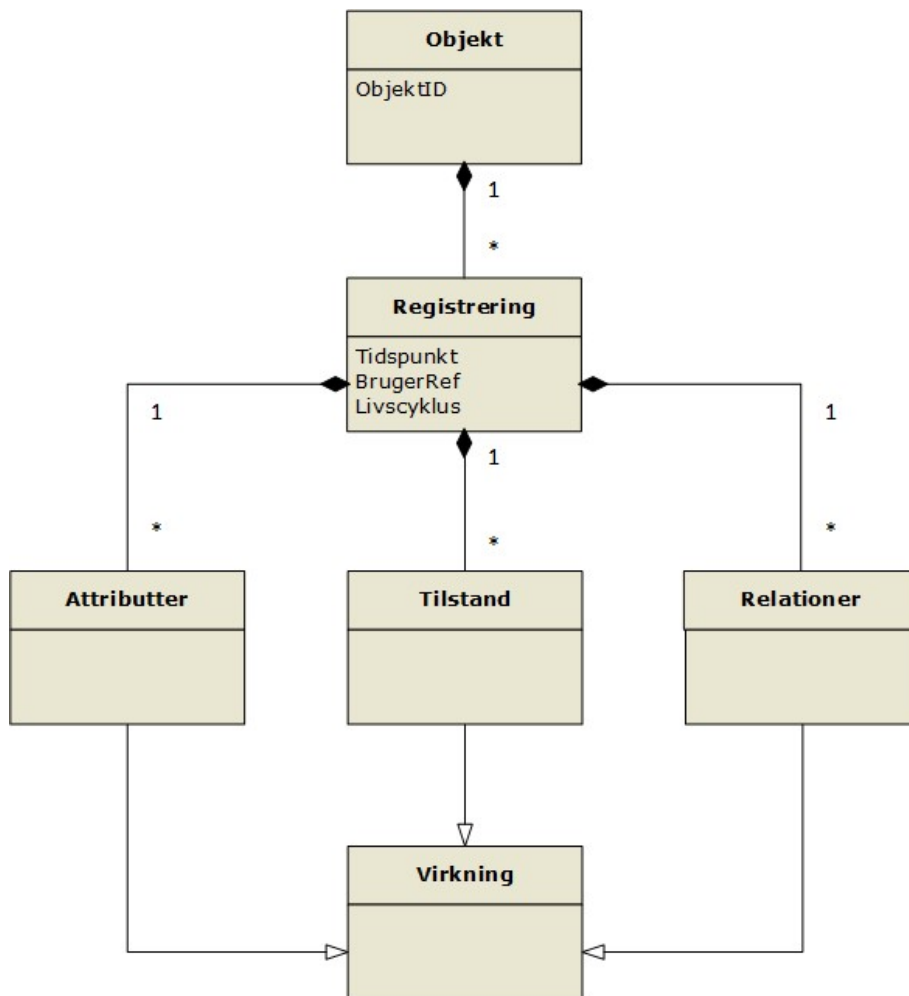 Objekt
ObjektID
1
*
Registrering
Tidspunkt
BrugerRef
Livscyklus
1
1
1
*
*
*
Attributter
Tilstand
Relationer
Virkning